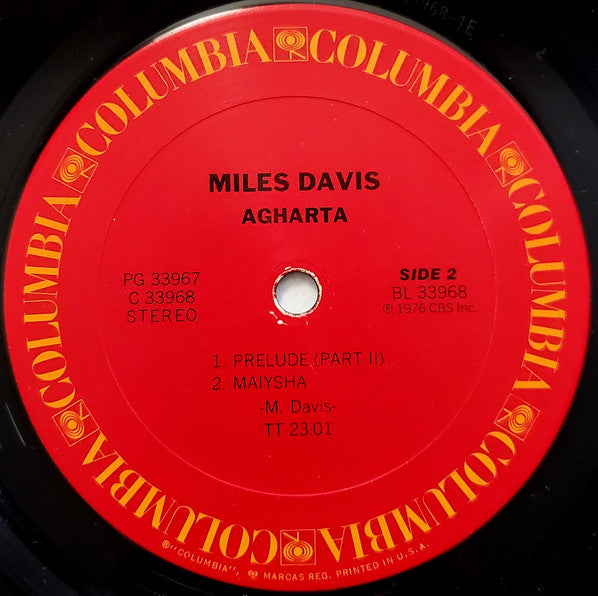 COLUMBIA COLUMBIA COLUMBIA COLUMBIA COLUMBIA COLUMBIA
MILES DAVIS
AGHARTA
PG 33967
C 33968
STEREO
SIDE 2
BL 33968
℗ 1976 CBS Inc.
1. PRELUDE (PART II)
2. MAIYSHA
-M. Davis-
TT 23:01
®"COLUMBIA", MARCAS REG. PRINTED IN U.S.A.